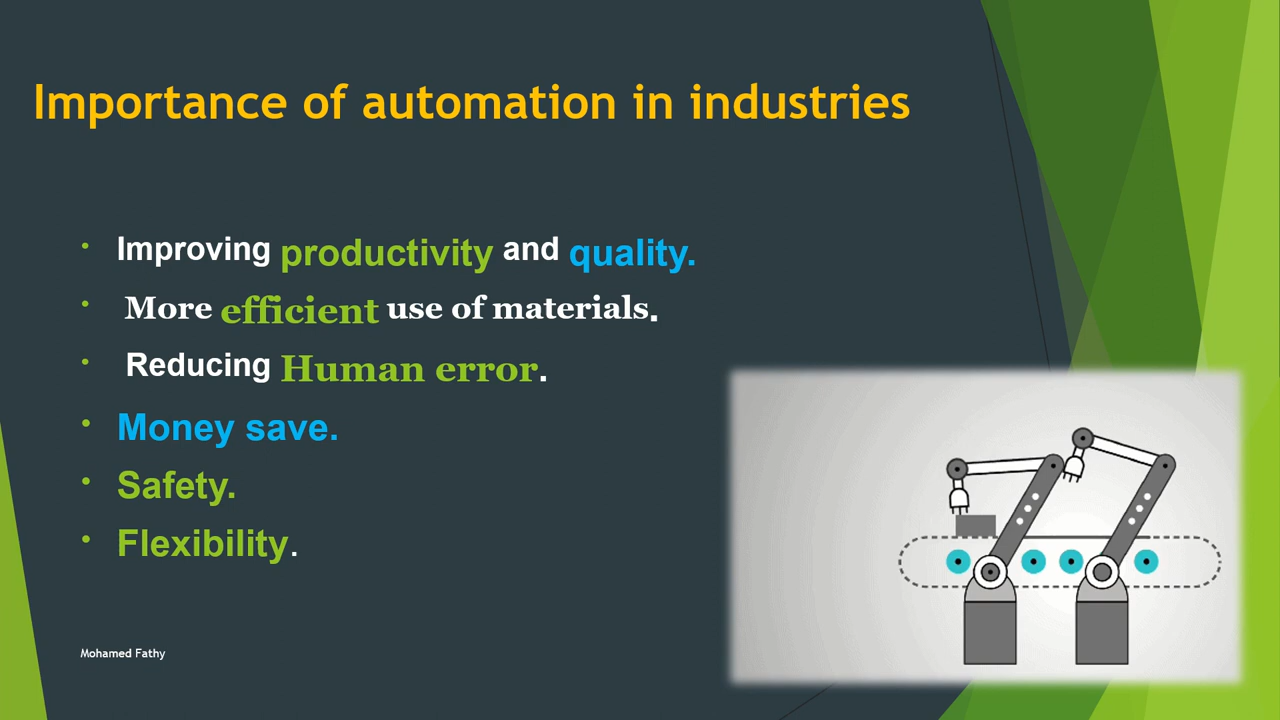 Importance of automation in industries
• Improving productivity and quality.
• More efficient use of materials.
• Reducing Human error.
• Money save.
• Safety.
• Flexibility.
Mohamed Fathy